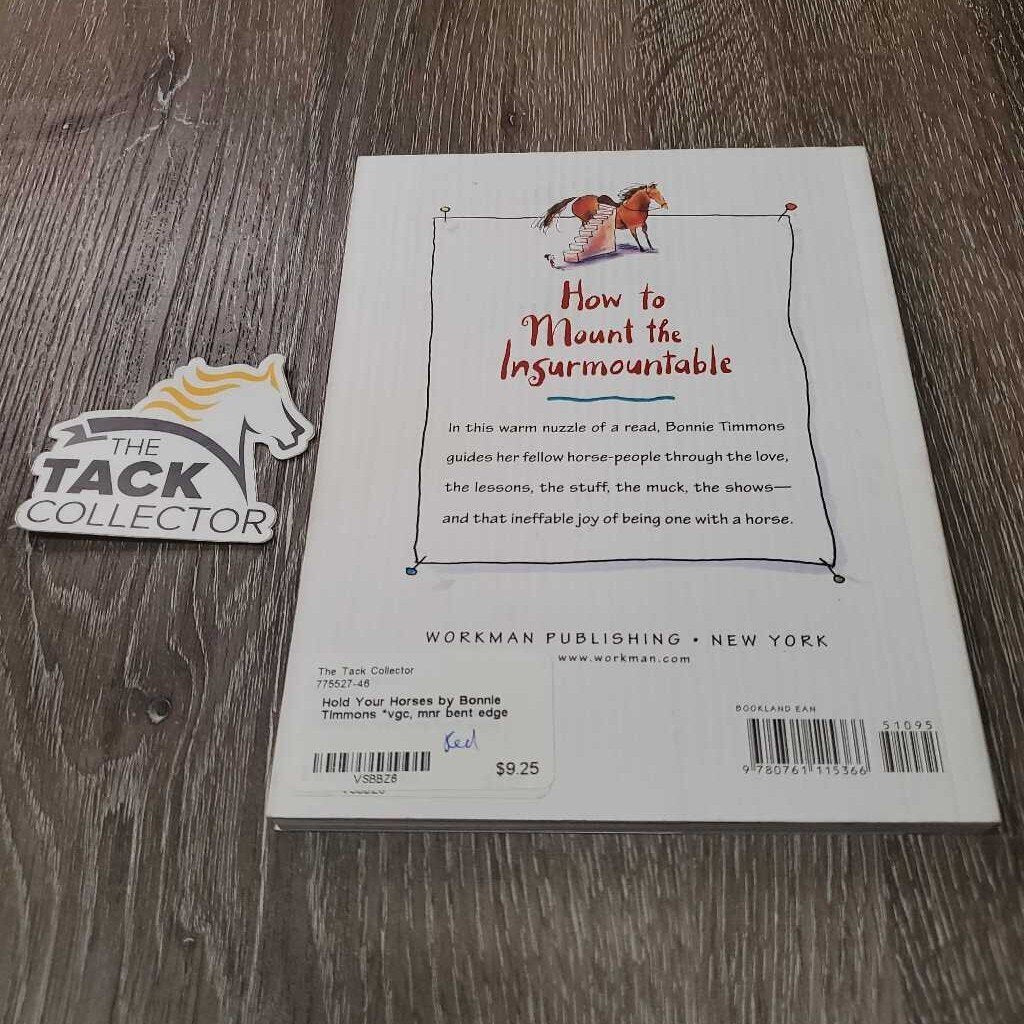 THE
TACK
COLLECTOR
How to
Mount the
Insurmountable
In this warm nuzzle of a read, Bonnie Timmons
guides her fellow horse-people through the love,
the lessons, the stuff, the muck, the shows—
and that ineffable joy of being one with a horse.
WORKMAN PUBLISHING • NEW YORK
www.workman.com
The Tack Collector
775527-46
Hold Your Horses by Bonnie
Timmons *vgc, mnr bent edge
$9.25
VSBBZ6
BOOKLAND EAN
51095
9 780761 115366